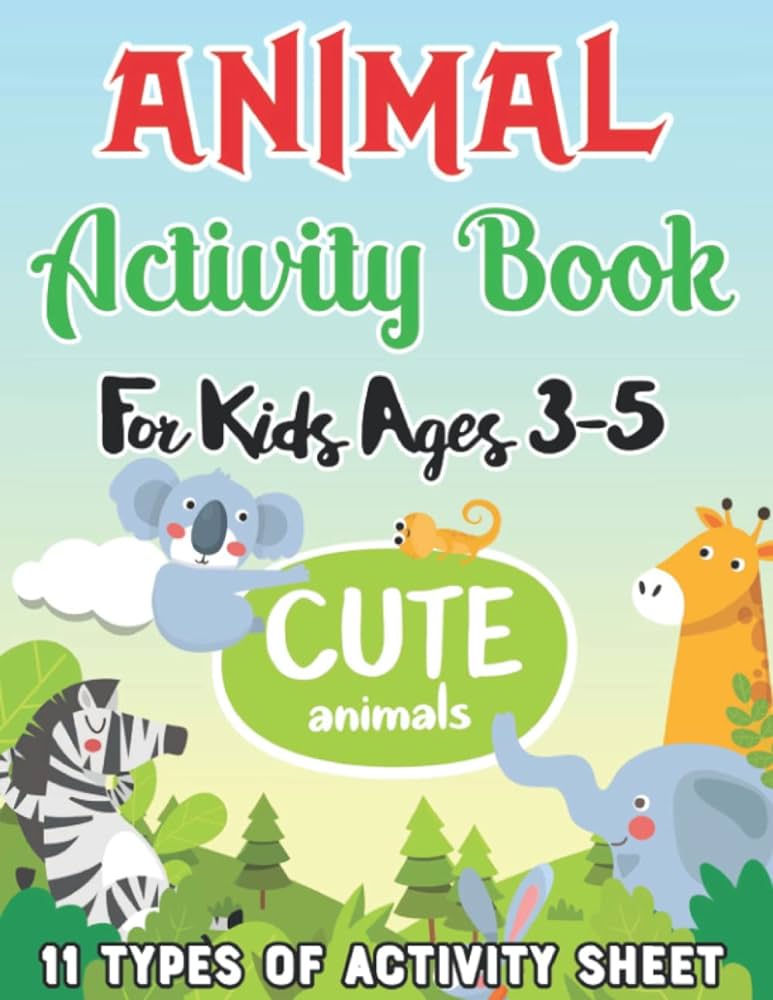 ANIMAL
Activity Book
For Kids Ages 3-5
CUTE
animals
11 TYPES OF ACTIVITY SHEET